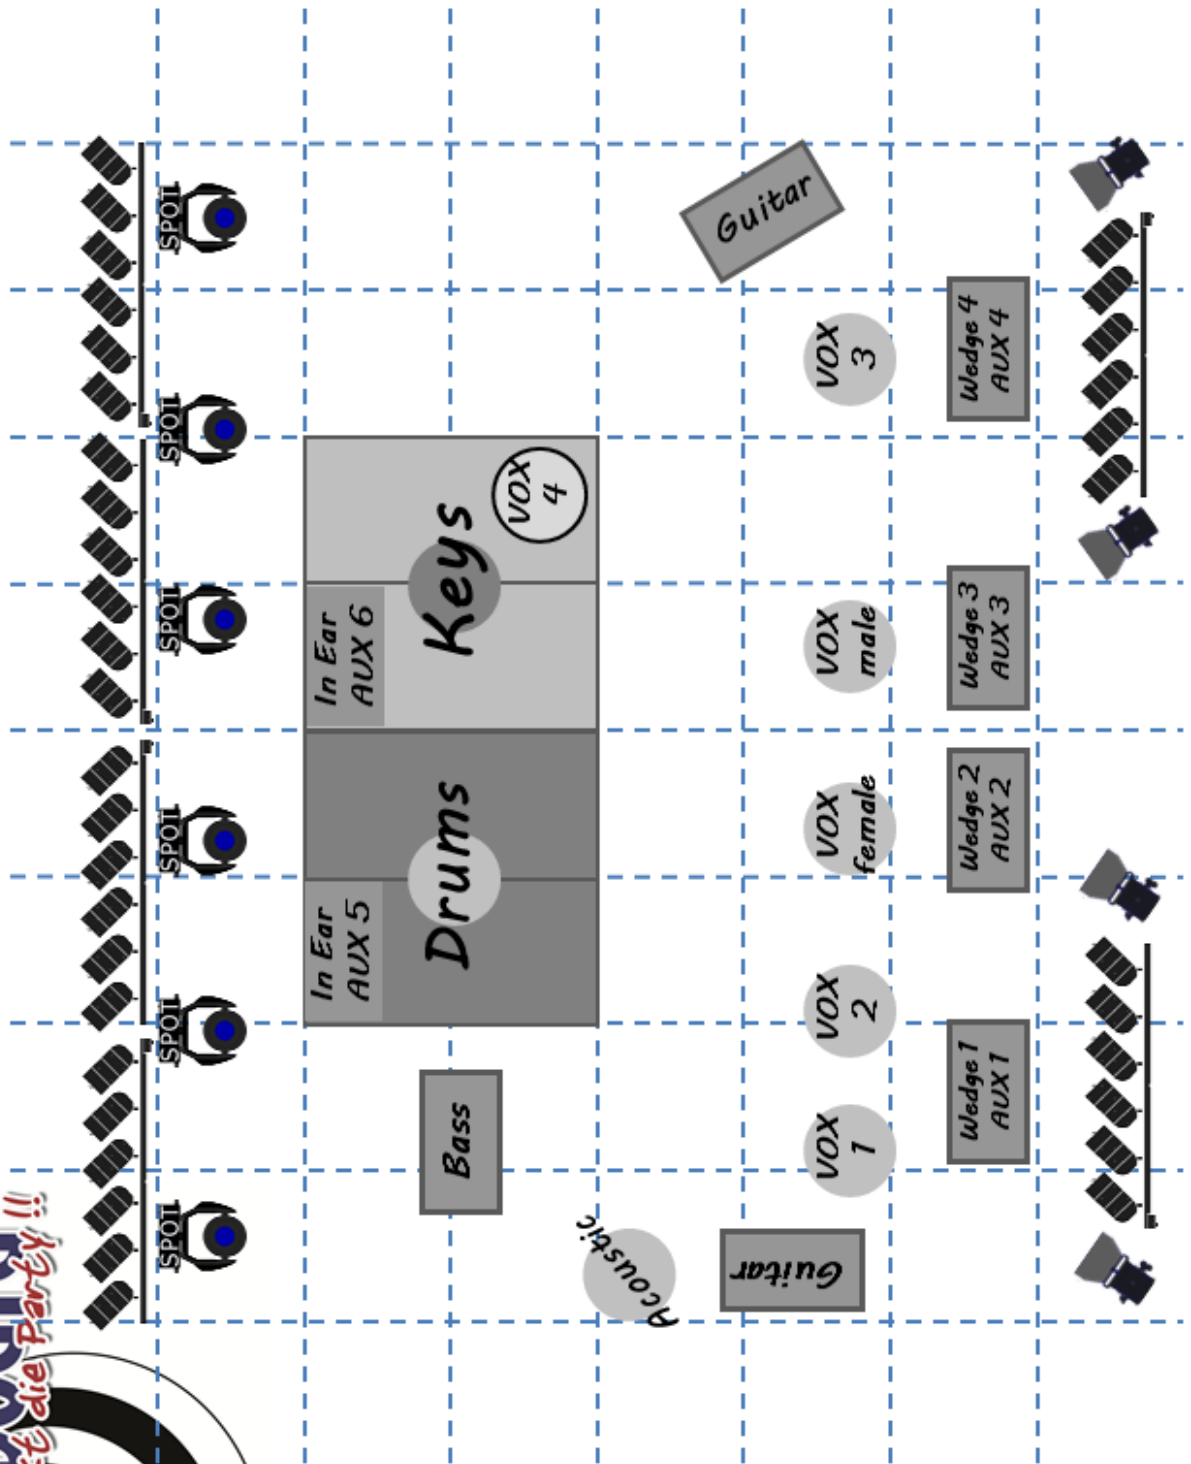 die Party !!
SPOT
SPOT
SPOT
SPOT
SPOT
SPOT
In Ear
AUX 5
In Ear
AUX 6
Bass
Drums
Keys
VOX
4
Acoustic
Guitar
Guitar
VOX
1
VOX
2
VOX
female
VOX
male
VOX
3
Wedge 1
AUX 1
Wedge 2
AUX 2
Wedge 3
AUX 3
Wedge 4
AUX 4